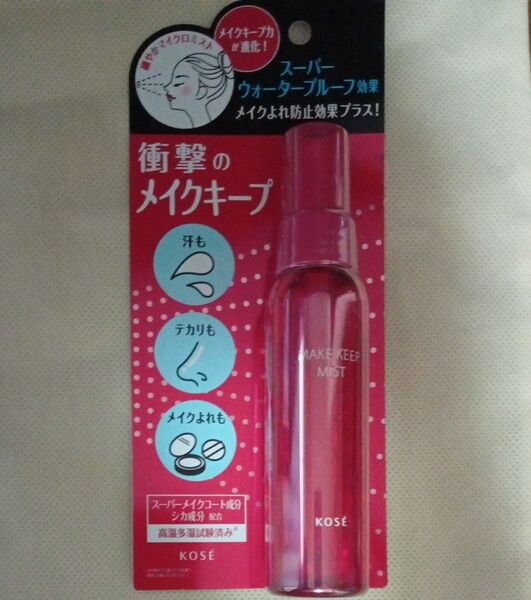 細やかマイクロミスト
メイクキープ力
が進化!
スーパー
ウォータープルーフ効果
メイクよれ防止効果プラス!
衝撃の
メイクキープ
汗も
テカリも
メイクよれも
スーパーメイクコート成分
シカ成分 配合
高温多湿試験済み
KOSÉ
MAKE KEEP
MIST
KOSÉ